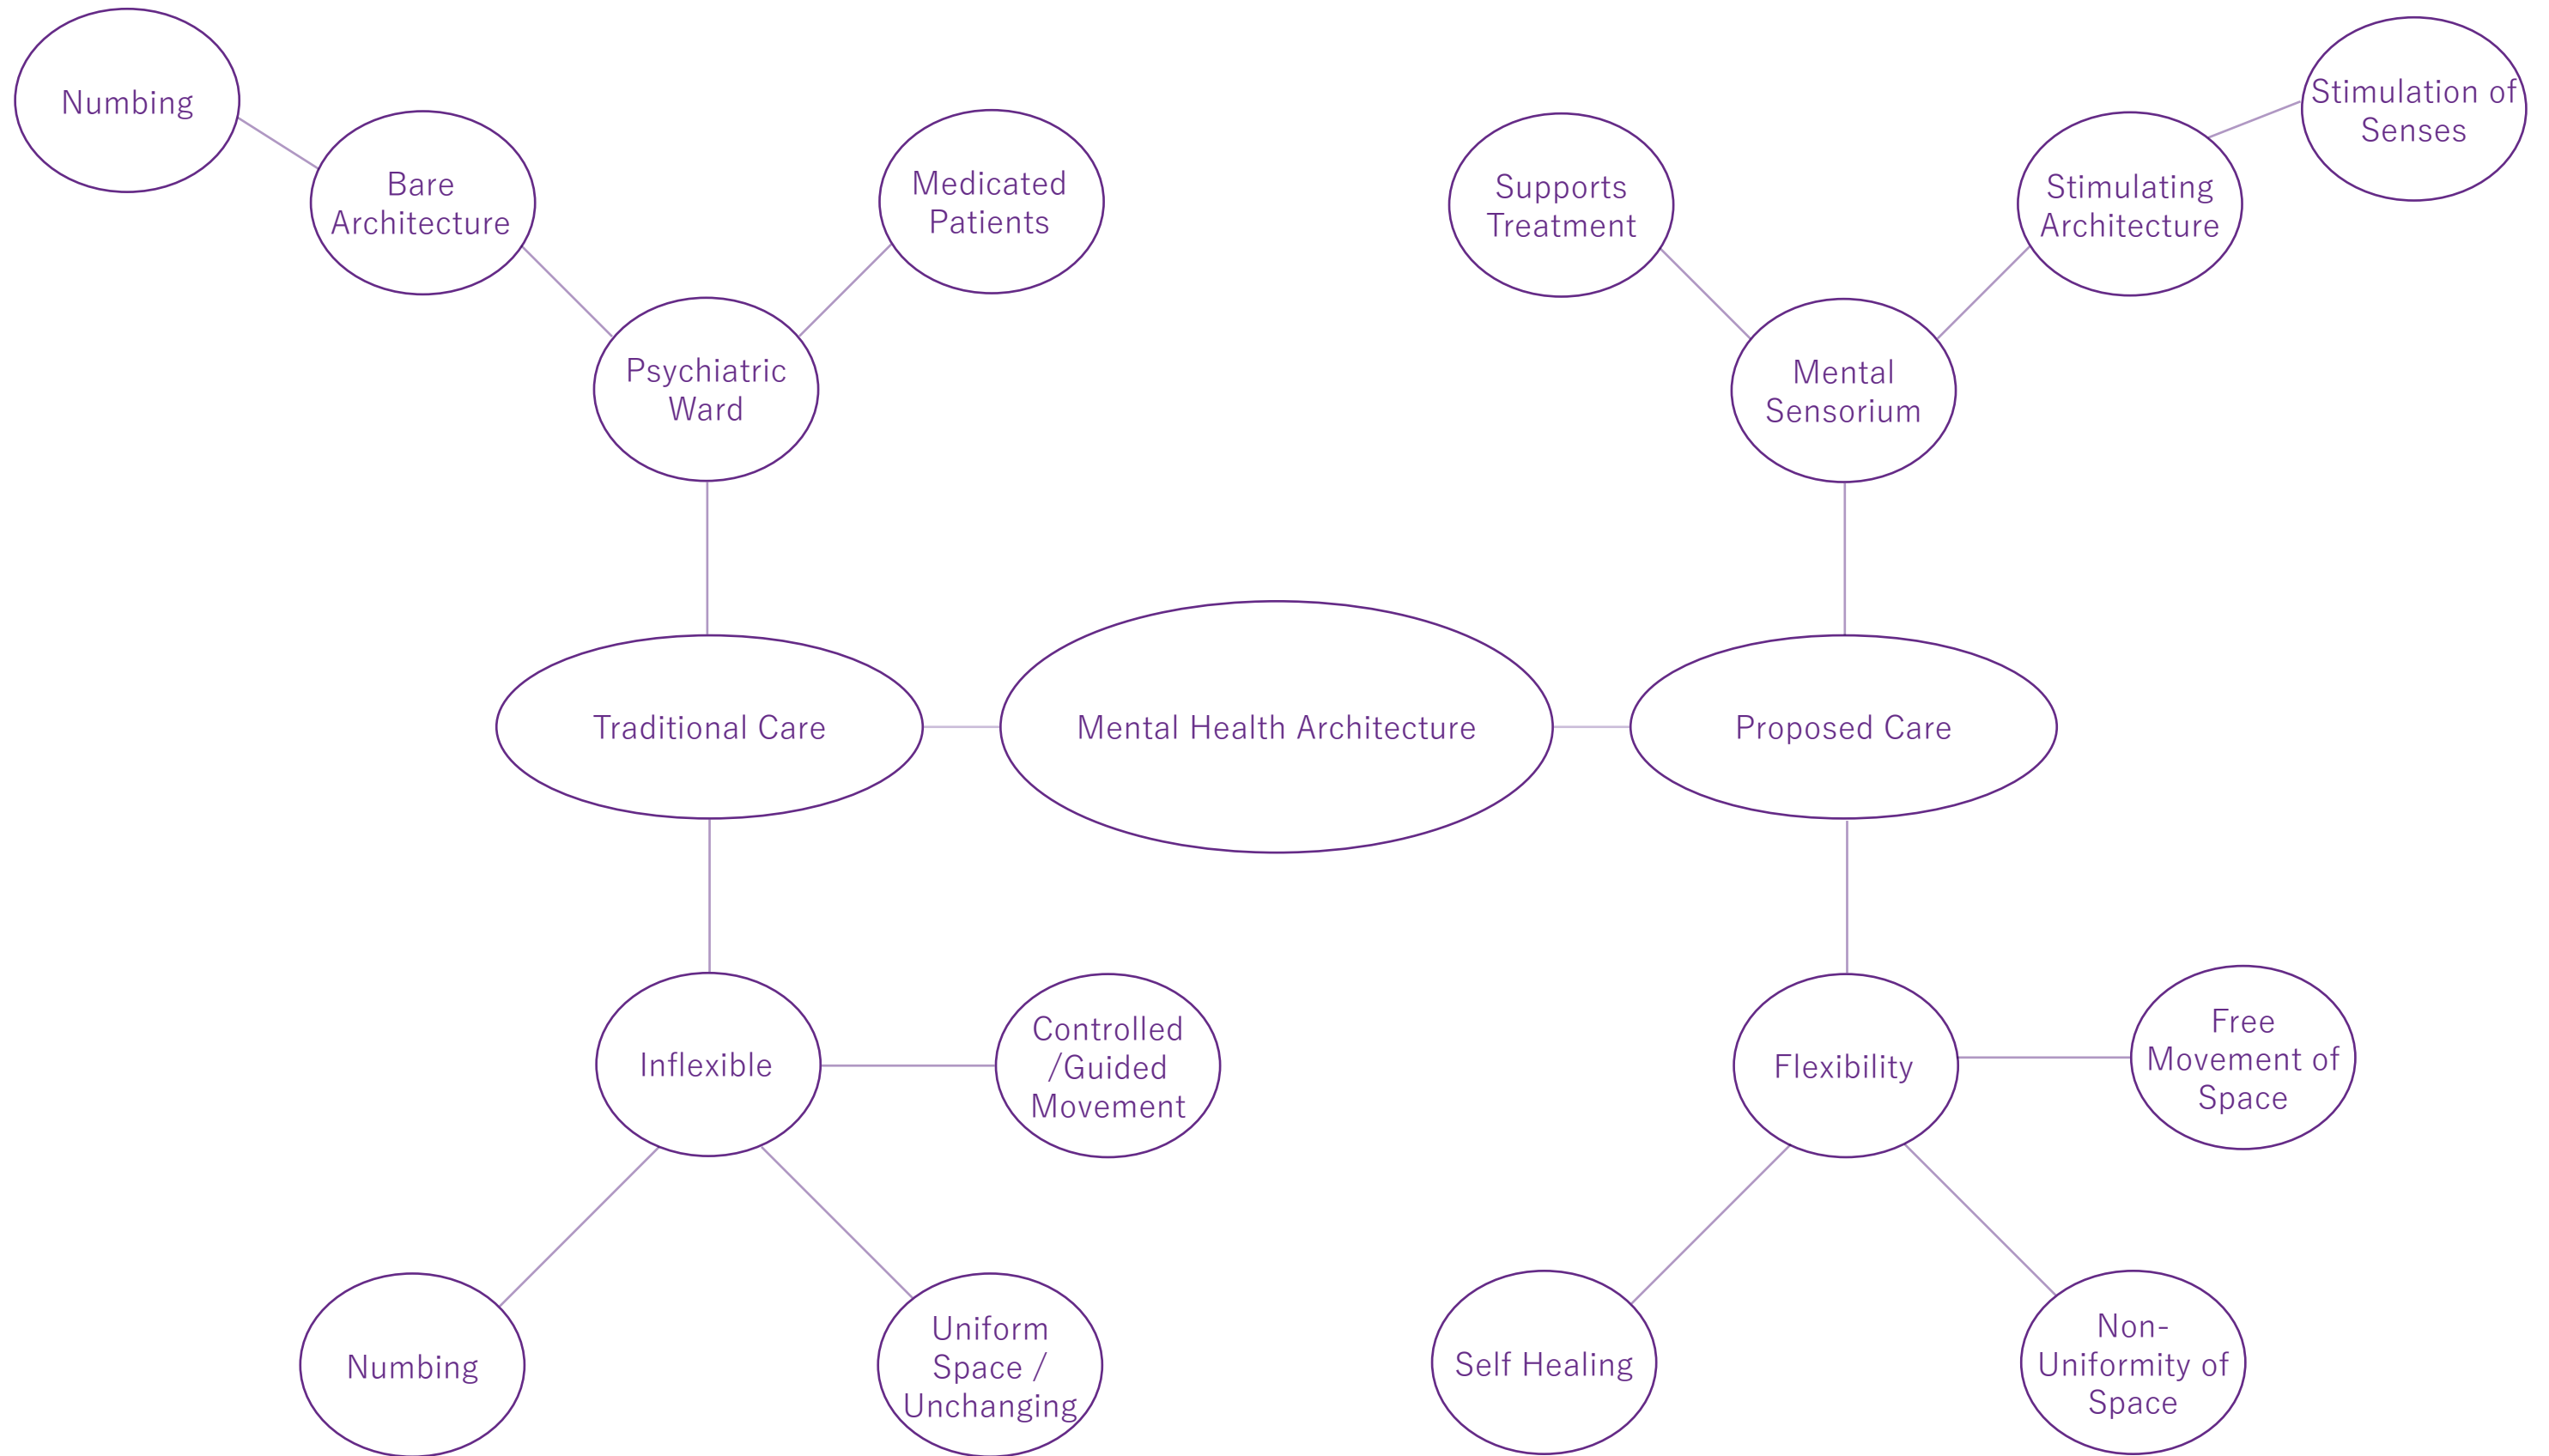 Numbing
Bare
Architecture
Medicated
Patients
Psychiatric
Ward
Supports
Treatment
Stimulating
Architecture
Stimulation of
Senses
Mental
Sensorium
Traditional Care
Mental Health Architecture
Proposed Care
Inflexible
Controlled
/Guided
Movement
Flexibility
Free
Movement of
Space
Numbing
Uniform
Space /
Unchanging
Self Healing
Non-
Uniformity of
Space